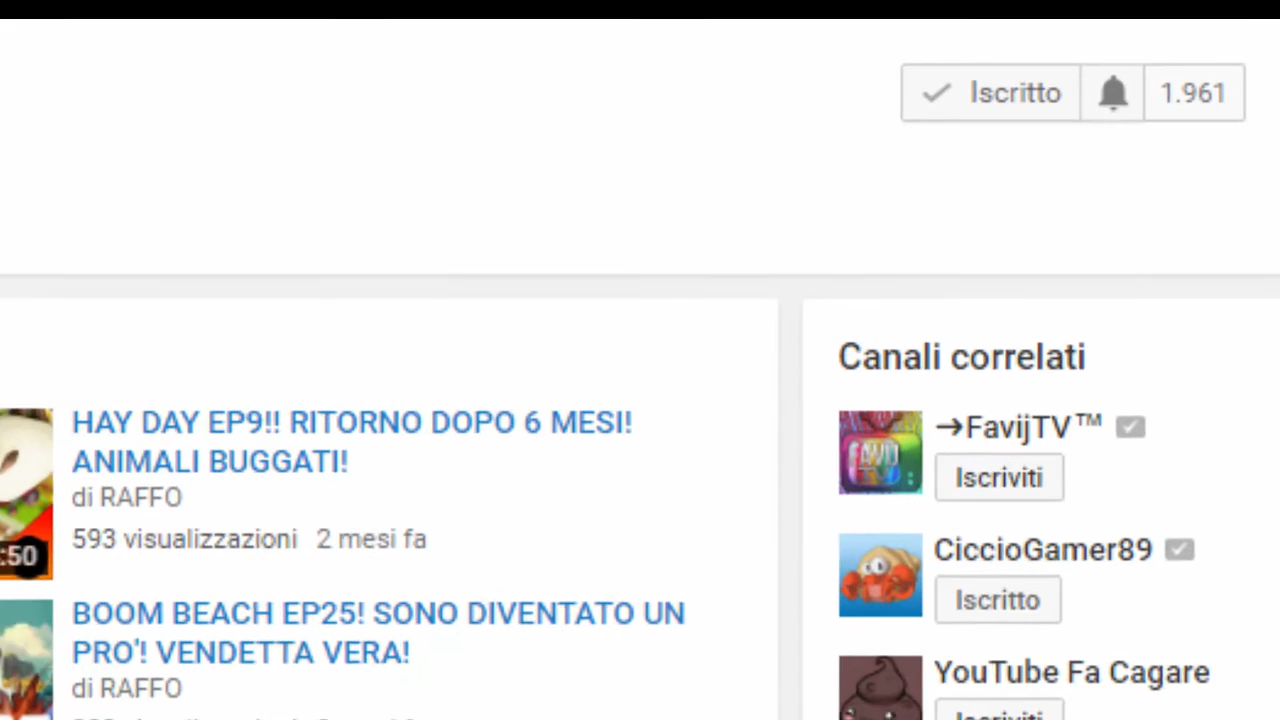 Iscritto
1.961
HAY DAY EP9!! RITORNO DOPO 6 MESI!
ANIMALI BUGGATI!
di RAFFO
593 visualizzazioni 2 mesi fa
:50
BOOM BEACH EP25! SONO DIVENTATO UN
PRO'! VENDETTA VERA!
di RAFFO
Canali correlati
→FavijTV™
Iscriviti
CiccioGamer89
Iscritto
YouTube Fa Cagare
Iscriviti